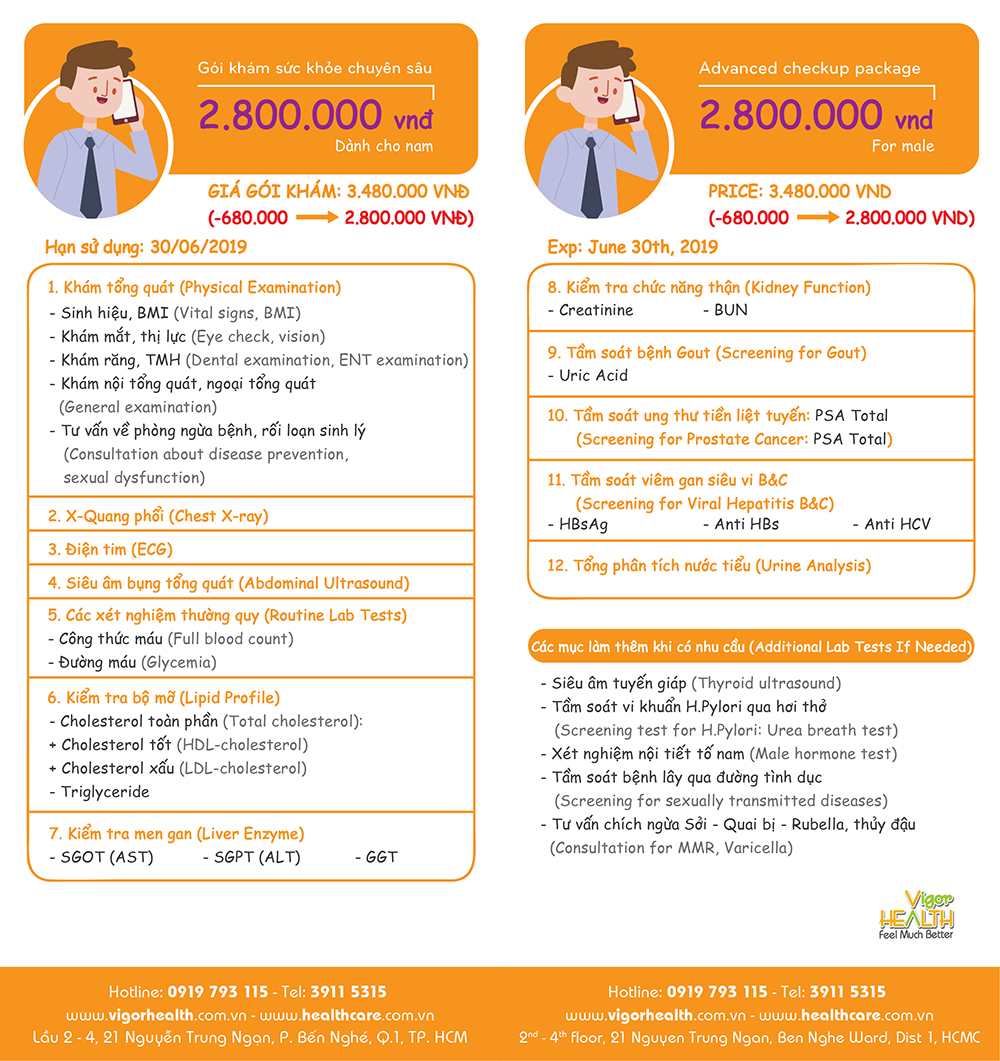 Gói khám sức khỏe chuyên sâu
2.800.000 vnđ
Dành cho nam
GIÁ GÓI KHÁM: 3.480.000 VNĐ
(-680.000 → 2.800.000 VNĐ)
Hạn sử dụng: 30/06/2019
1. Khám tổng quát (Physical Examination)
- Sinh hiệu, BMI (Vital signs, BMI)
- Khám mắt, thị lực (Eye check, vision)
- Khám răng, TMH (Dental examination, ENT examination)
- Khám nội tổng quát, ngoại tổng quát
(General examination)
- Tư vấn về phòng ngừa bệnh, rối loạn sinh lý
(Consultation about disease prevention,
sexual dysfunction)
2. X-Quang phổi (Chest X-ray)
3. Điện tim (ECG)
4. Siêu âm bụng tổng quát (Abdominal Ultrasound)
5. Các xét nghiệm thường quy (Routine Lab Tests)
- Công thức máu (Full blood count)
- Đường máu (Glycemia)
6. Kiểm tra bộ mỡ (Lipid Profile)
- Cholesterol toàn phần (Total cholesterol):
+ Cholesterol tốt (HDL-cholesterol)
+ Cholesterol xấu (LDL-cholesterol)
- Triglyceride
7. Kiểm tra men gan (Liver Enzyme)
- SGOT (AST) - SGPT (ALT) - GGT
Advanced checkup package
2.800.000 vnd
For male
PRICE: 3.480.000 VND
(-680.000 → 2.800.000 VND)
Exp: June 30th, 2019
8. Kiểm tra chức năng thận (Kidney Function)
- Creatinine - BUN
9. Tầm soát bệnh Gout (Screening for Gout)
- Uric Acid
10. Tầm soát ung thư tiền liệt tuyến: PSA Total
(Screening for Prostate Cancer: PSA Total)
11. Tầm soát viêm gan siêu vi B&C
(Screening for Viral Hepatitis B&C)
- HBsAg - Anti HBs - Anti HCV
12. Tổng phân tích nước tiểu (Urine Analysis)
Các mục làm thêm khi có nhu cầu (Additional Lab Tests If Needed)
- Siêu âm tuyến giáp (Thyroid ultrasound)
- Tầm soát vi khuẩn H.Pylori qua hơi thở
(Screening test for H.Pylori: Urea breath test)
- Xét nghiệm nội tiết tố nam (Male hormone test)
- Tầm soát bệnh lây qua đường tình dục
(Screening for sexually transmitted diseases)
- Tư vấn chích ngừa Sởi - Quai bị - Rubella, thủy đậu
(Consultation for MMR, Varicella)
Vigor
HEALTH
Feel Much Better
Hotline: 0919 793 115 - Tel: 3911 5315
www.vigorhealth.com.vn - www.healthcare.com.vn
Lầu 2 - 4, 21 Nguyễn Trung Ngạn, P. Bến Nghé, Q.1, TP. HCM
Hotline: 0919 793 115 - Tel: 3911 5315
www.vigorhealth.com.vn - www.healthcare.com.vn
2nd - 4th floor, 21 Nguyen Trung Ngan, Ben Nghe Ward, Dist 1, HCMC